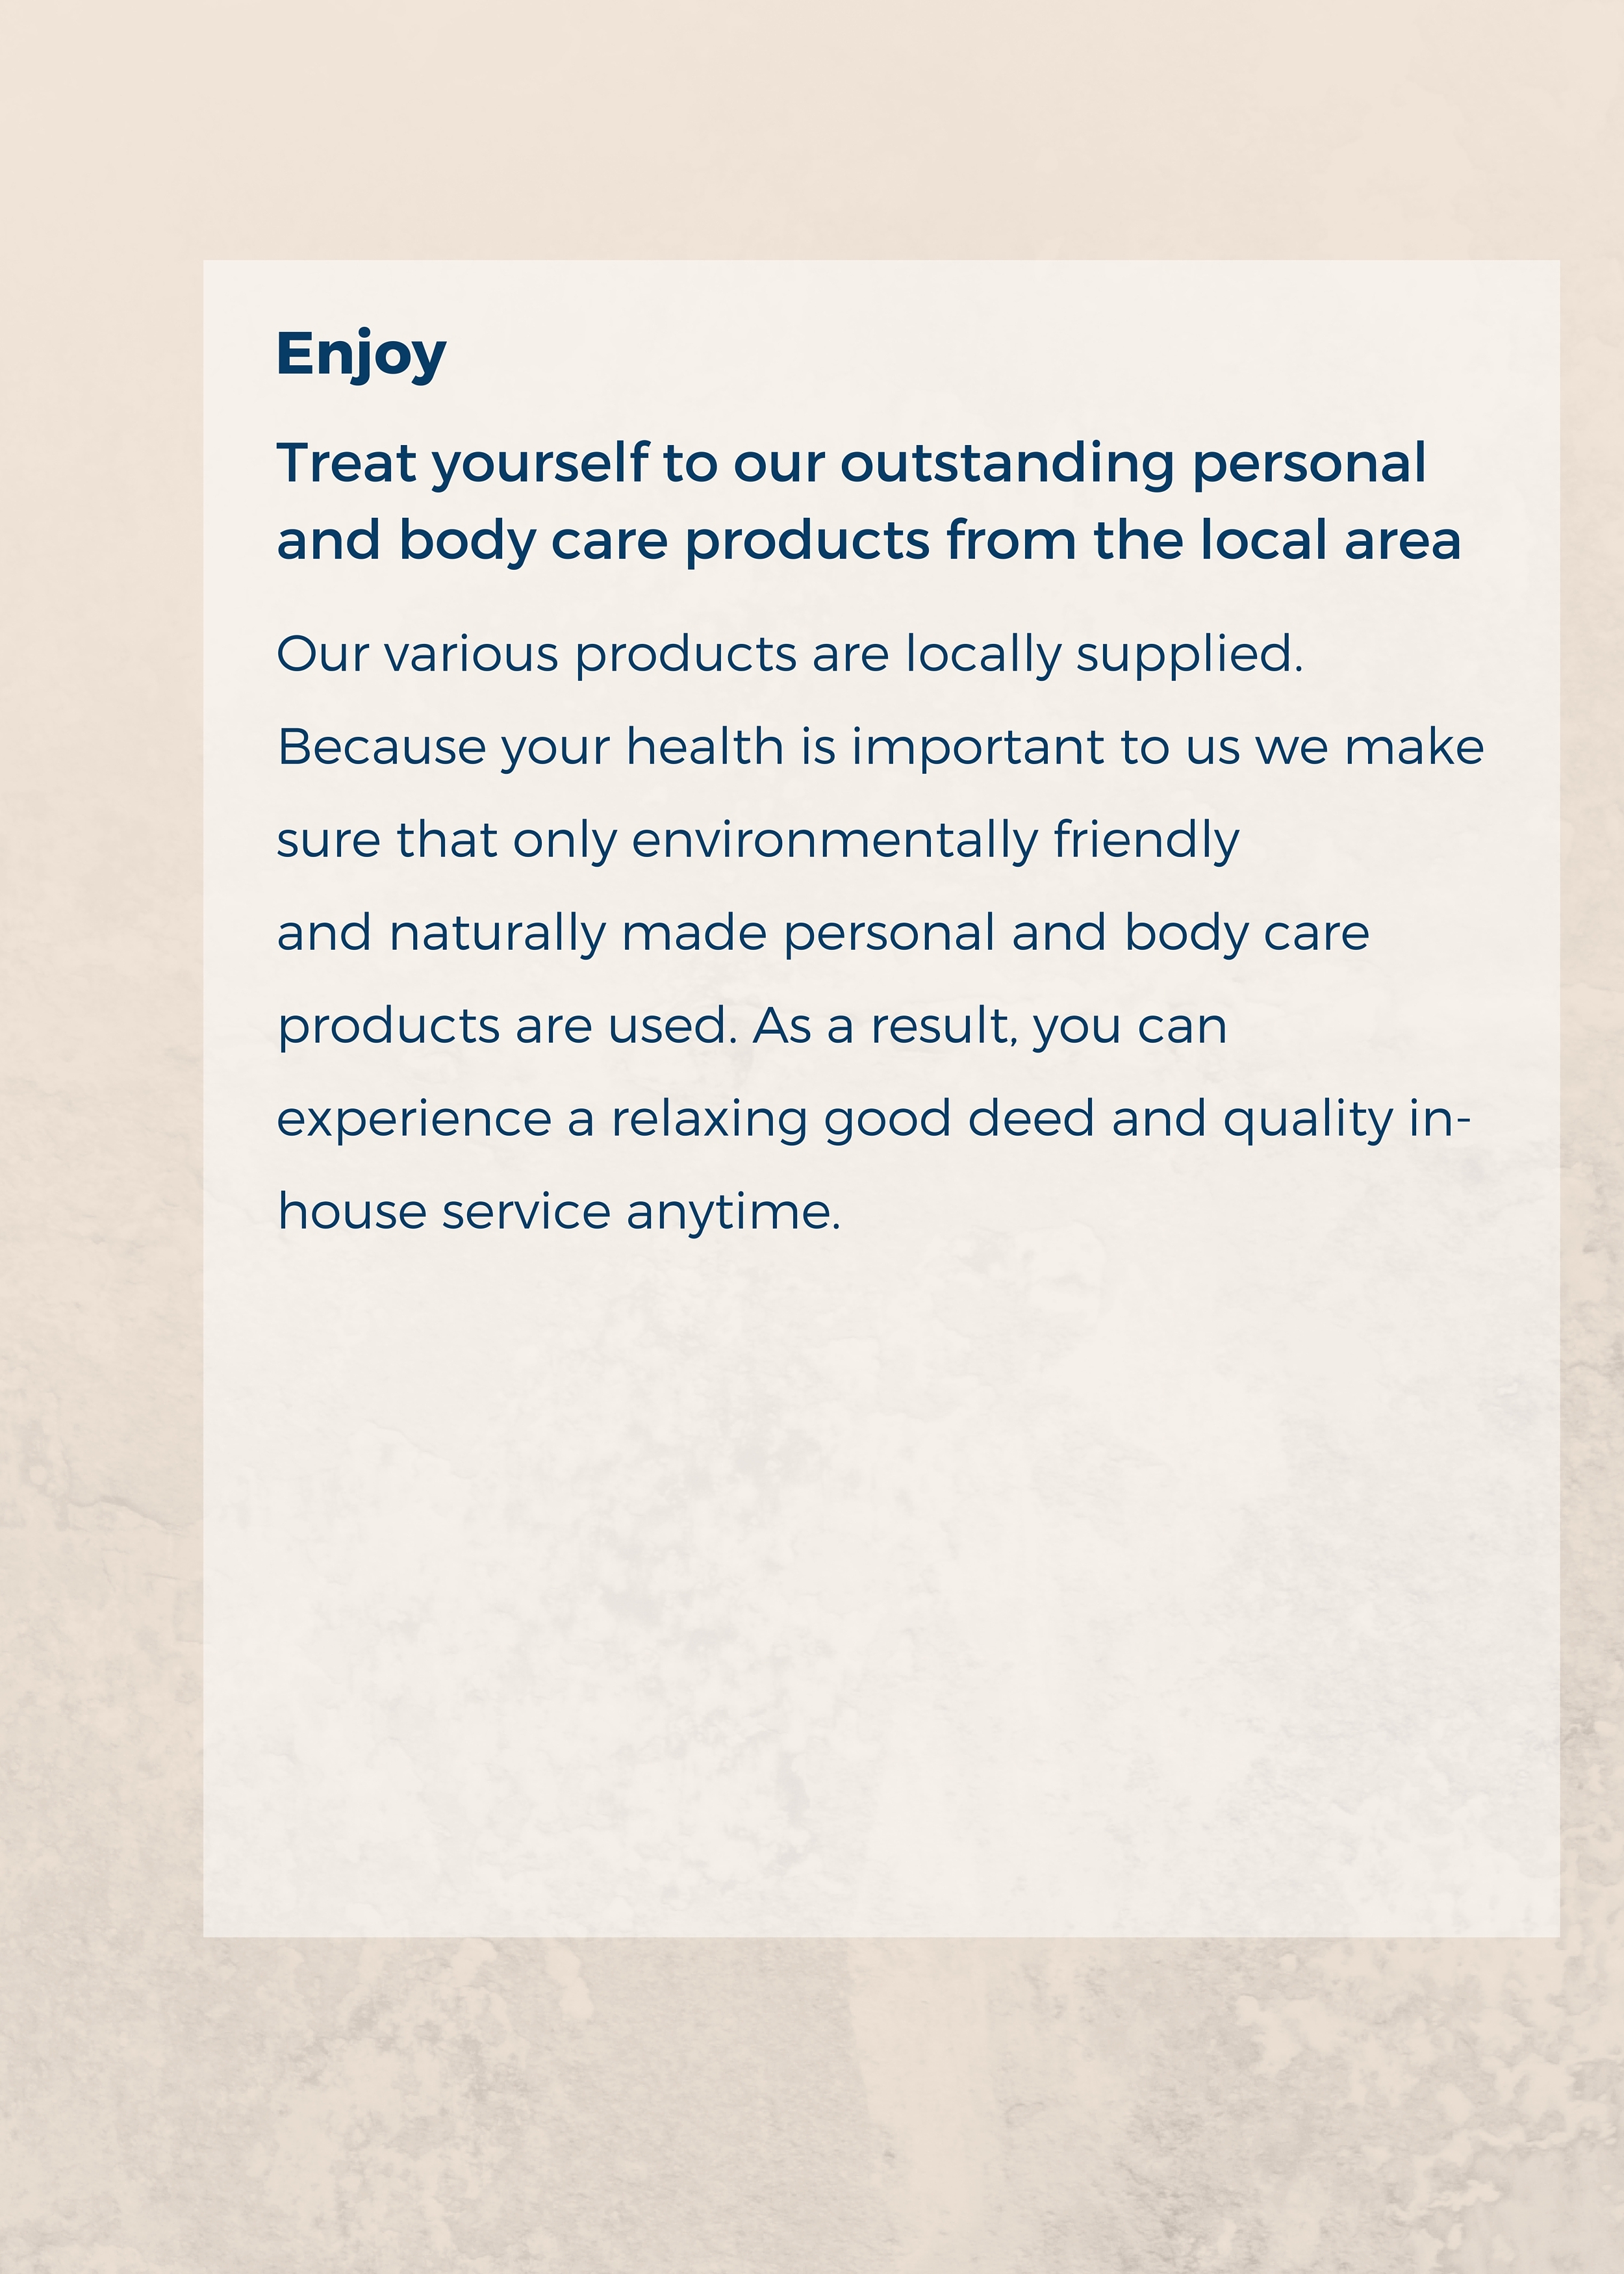 Enjoy
Treat yourself to our outstanding personal
and body care products from the local area
Our various products are locally supplied.
Because your health is important to us we make
sure that only environmentally friendly
and naturally made personal and body care
products are used. As a result, you can
experience a relaxing good deed and quality in-
house service anytime.